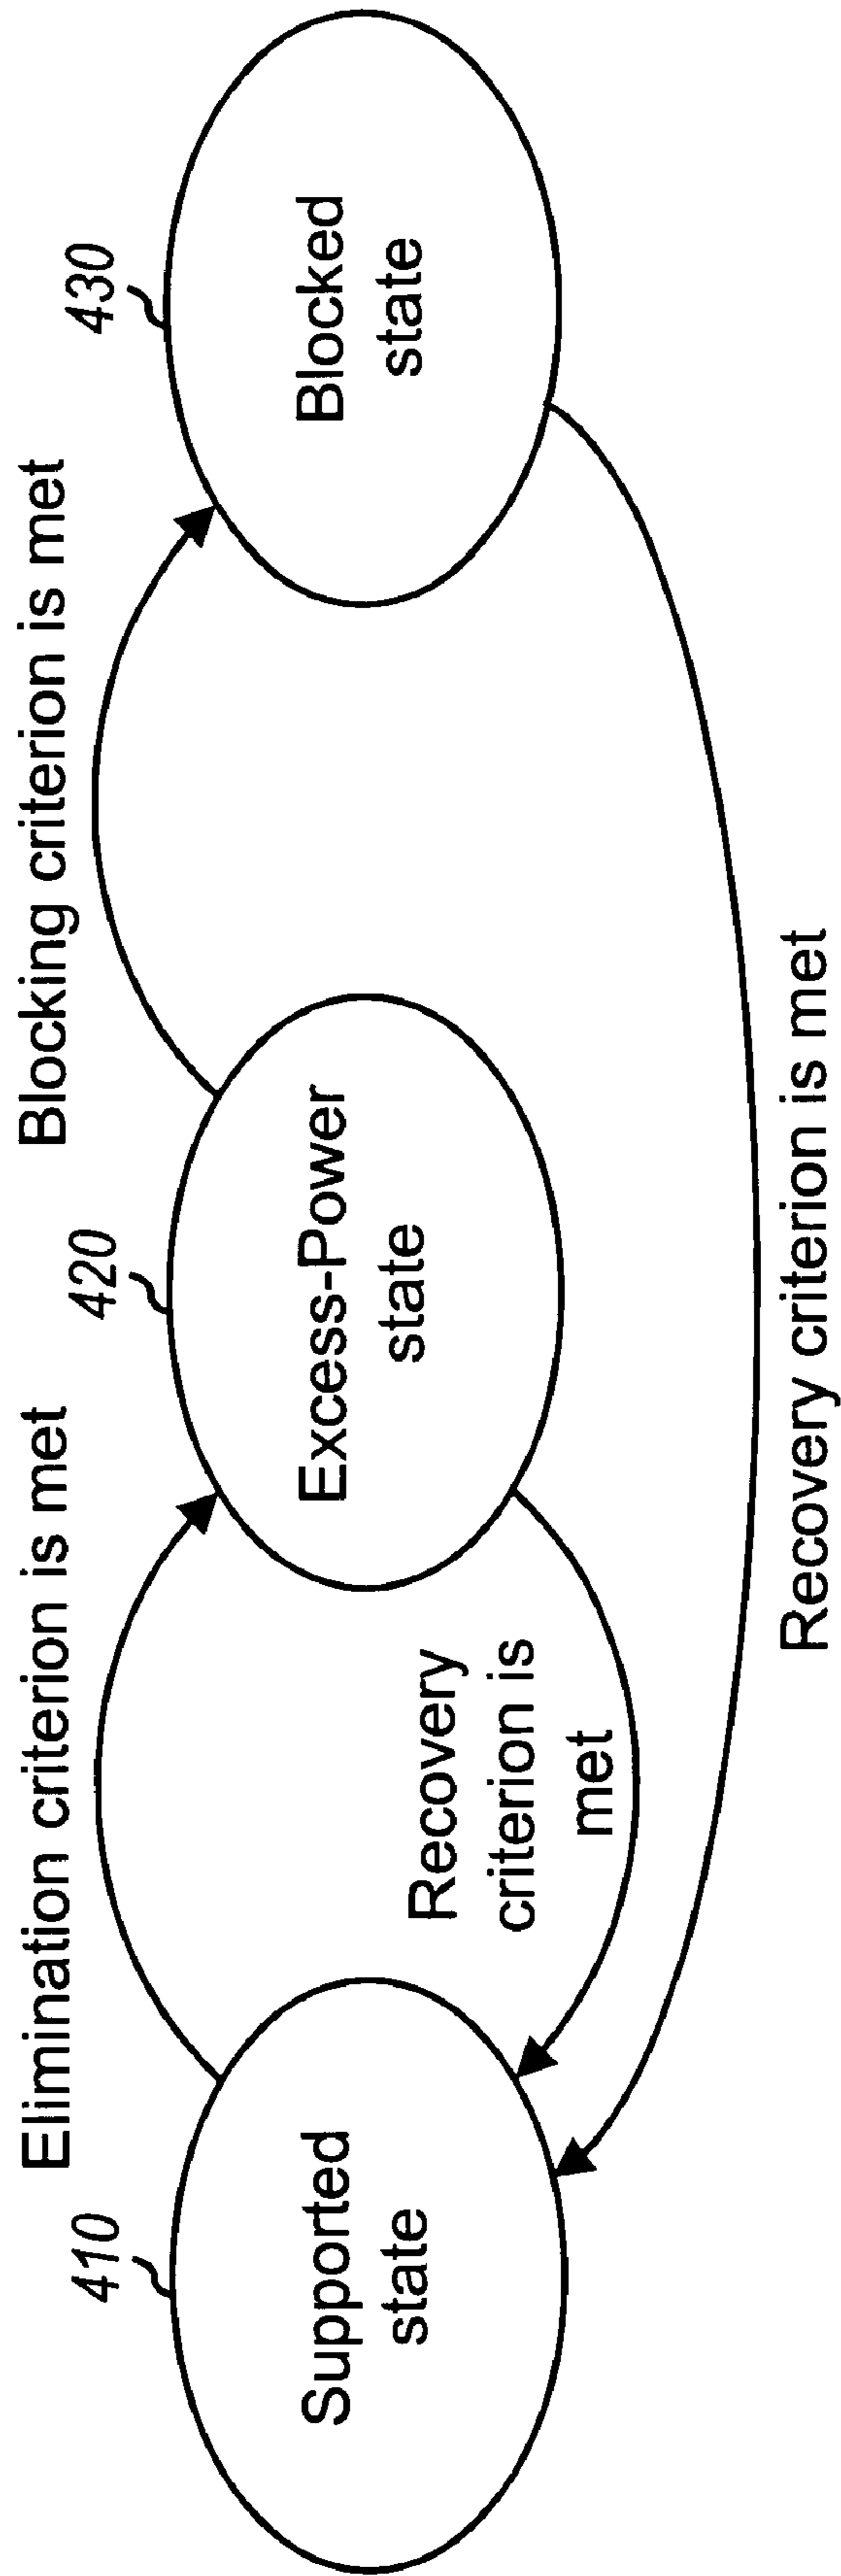 Elimination criterion is met
Blocking criterion is met
410
420
430
Supported
state
Excess-Power
state
Blocked
state
Recovery
criterion is
met
Recovery criterion is met